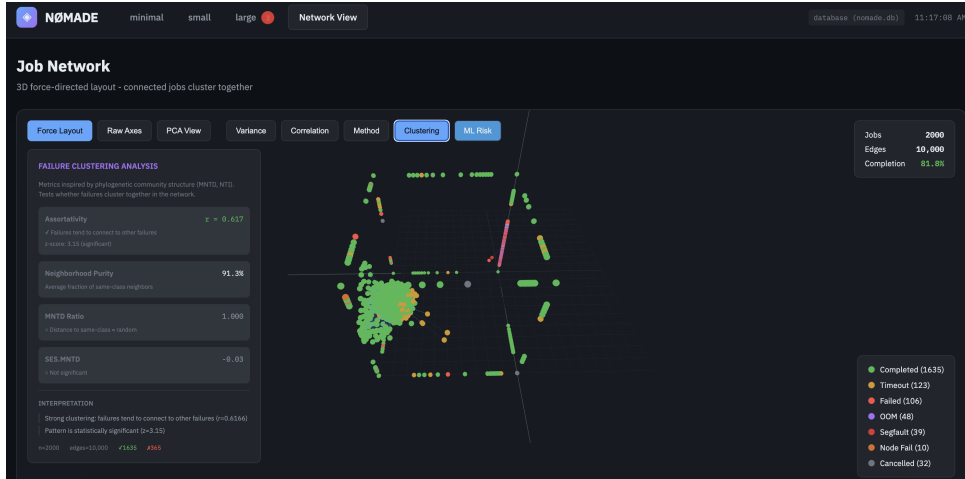 NØMADE
minimal
small
large
Network View
database (nomade.db)
11:17:08 AM
Job Network
3D force-directed layout - connected jobs cluster together
Force Layout
Raw Axes
PCA View
Variance
Correlation
Method
Clustering
ML Risk
Jobs 2000
Edges 10,000
Completion 81.8%
FAILURE CLUSTERING ANALYSIS
Metrics inspired by phylogenetic community structure (MNTD, NTI).
Tests whether failures cluster together in the network.
Assortativity r = 0.617
✓ Failures tend to connect to other failures
z-score: 3.15 (significant)
Neighborhood Purity 91.3%
Average fraction of same-class neighbors
MNTD Ratio 1.000
○ Distance to same-class ≈ random
SES.MNTD -0.03
○ Not significant
INTERPRETATION
Strong clustering: failures tend to connect to other failures (r=0.6166)
Pattern is statistically significant (z=3.15)
n=2000 edges=10,000 ✓1635 ✗365
Completed (1635)
Timeout (123)
Failed (106)
OOM (48)
Segfault (39)
Node Fail (10)
Cancelled (32)